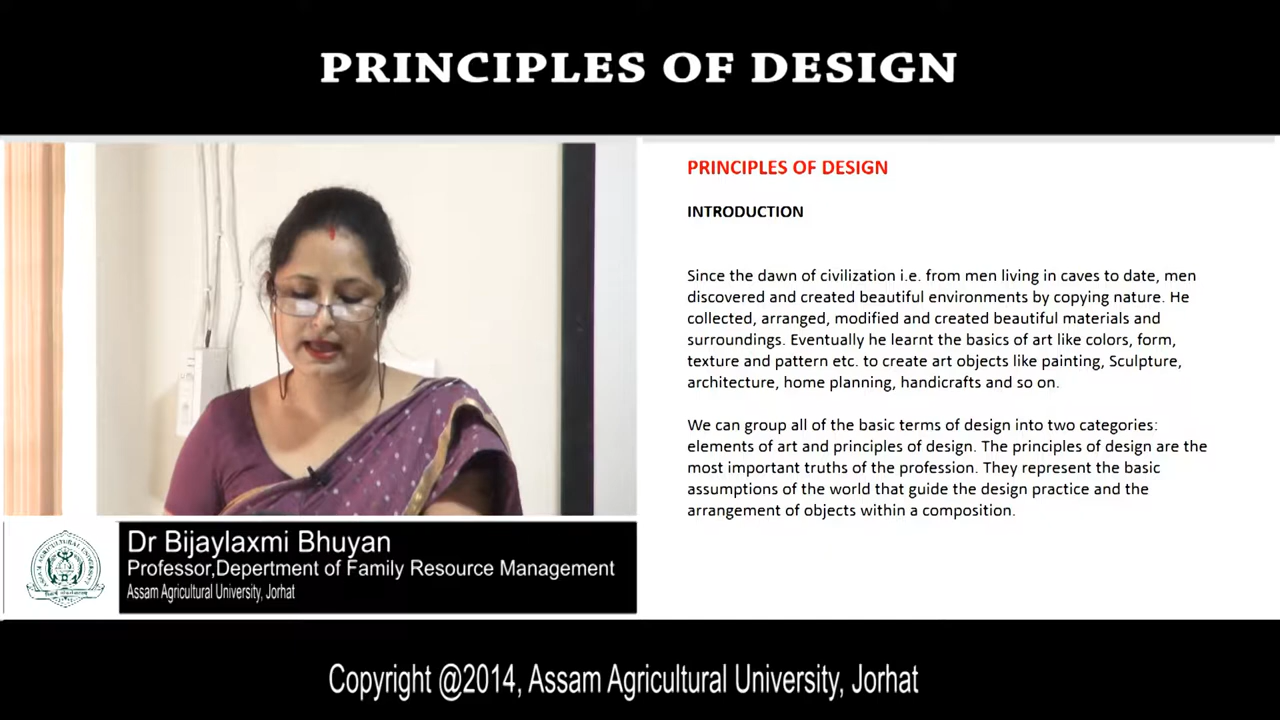 PRINCIPLES OF DESIGN
PRINCIPLES OF DESIGN
INTRODUCTION
Since the dawn of civilization i.e. from men living in caves to date, men
discovered and created beautiful environments by copying nature. He
collected, arranged, modified and created beautiful materials and
surroundings. Eventually he learnt the basics of art like colors, form,
texture and pattern etc. to create art objects like painting, Sculpture,
architecture, home planning, handicrafts and so on.
We can group all of the basic terms of design into two categories:
elements of art and principles of design. The principles of design are the
most important truths of the profession. They represent the basic
assumptions of the world that guide the design practice and the
arrangement of objects within a composition.
Dr Bijaylaxmi Bhuyan
Professor,Depertment of Family Resource Management
Assam Agricultural University, Jorhat
Copyright @2014, Assam Agricultural University, Jorhat